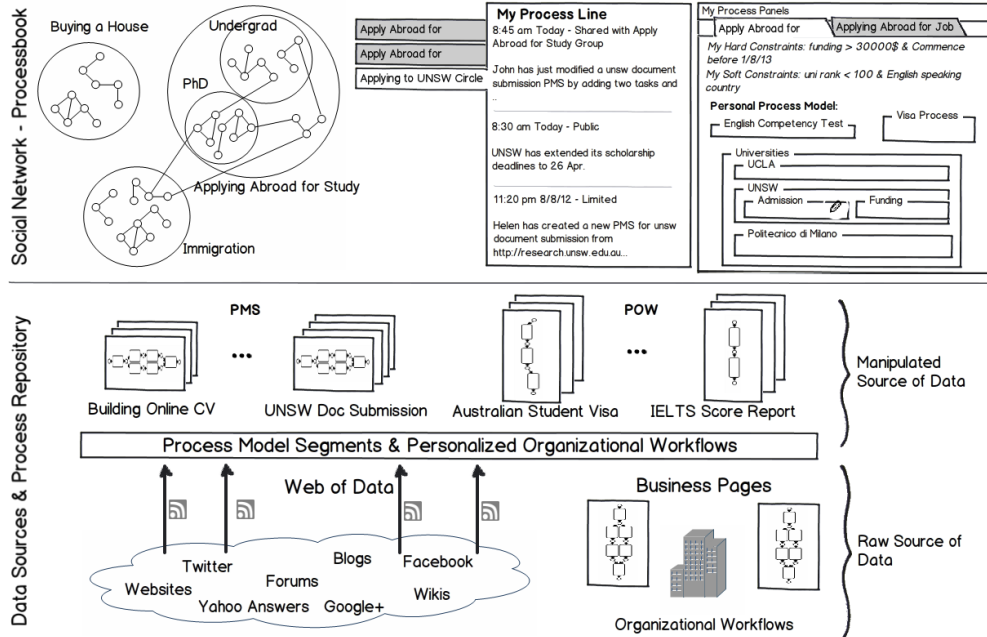 Social Network - Processbook
Buying a House
Undergrad
PhD
Applying Abroad for Study
Immigration
Apply Abroad for
Apply Abroad for
Applying to UNSW Circle
My Process Line
8:45 am Today - Shared with Apply
Abroad for Study Group
John has just modified a unsw document
submission PMS by adding two tasks and
..
8:30 am Today - Public
UNSW has extended its scholarship
deadlines to 26 Apr.
11:20 pm 8/8/12 - Limited
Helen has created a new PMS for unsw
document submission from
http://research.unsw.edu.au...
My Process Panels
Apply Abroad for
Applying Abroad for Job
My Hard Constraints: funding > 30000$ & Commence
before 1/8/13
My Soft Constraints: uni rank < 100 & English speaking
country
Personal Process Model:
English Competency Test
Visa Process
Universities
UCLA
UNSW
Admission
Funding
Politecnico di Milano
Data Sources & Process Repository
PMS
POW
...
...
Building Online CV
UNSW Doc Submission
Australian Student Visa
IELTS Score Report
Manipulated
Source of Data
Process Model Segments & Personalized Organizational Workflows
Web of Data
Business Pages
Twitter
Blogs
Facebook
Websites
Forums
Wikis
Yahoo Answers
Google+
Organizational Workflows
Raw Source of
Data